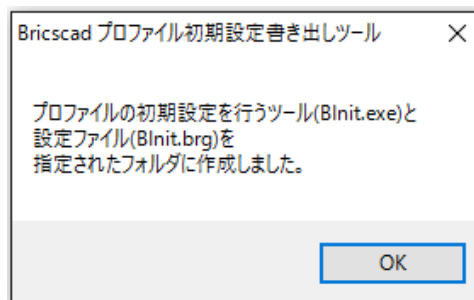 Bricscad プロファイル初期設定書き出しツール
プロファイルの初期設定を行うツール(BInit.exe)と
設定ファイル(BInit.brg)を
指定されたフォルダに作成しました。
OK